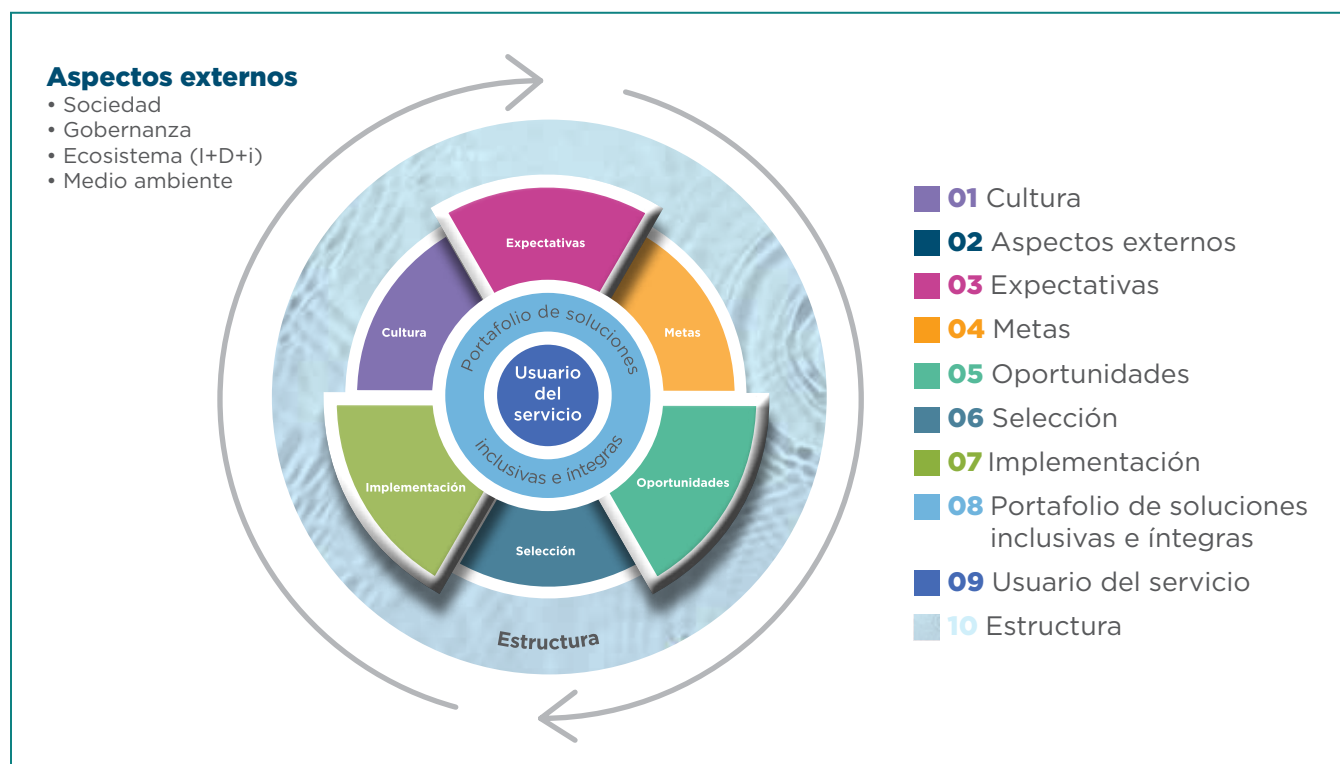 Aspectos externos
• Sociedad
• Gobernanza
• Ecosistema (I+D+i)
• Medio ambiente
Expectativas
Cultura
Metas
Portafolio de soluciones
Usuario
del
servicio
inclusivas e íntegras
Implementación
Oportunidades
Selección
Estructura
01 Cultura
02 Aspectos externos
03 Expectativas
04 Metas
05 Oportunidades
06 Selección
07 Implementación
08 Portafolio de soluciones
inclusivas e íntegras
09 Usuario del servicio
10 Estructura